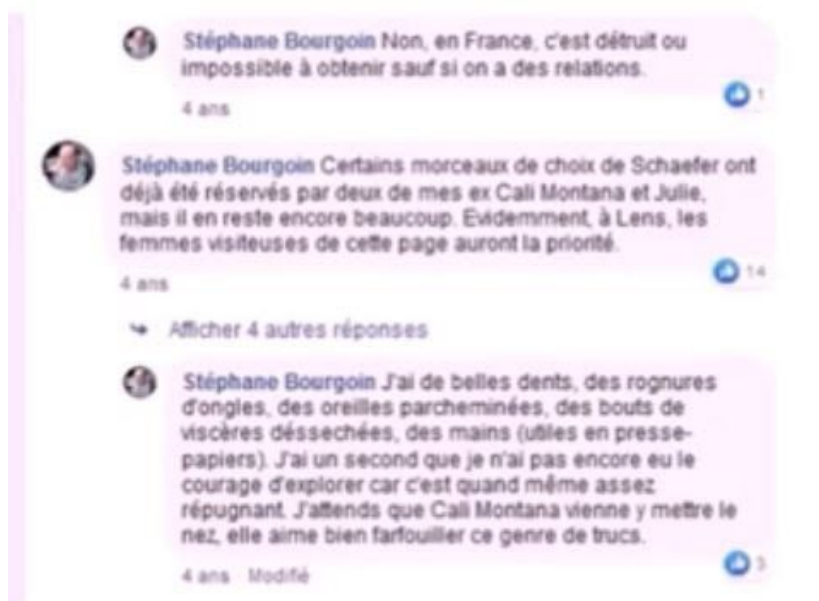 Stéphane Bourgoin Non, en France, c'est détruit ou
impossible à obtenir sauf si on a des relations.
1
4 ans
Stéphane Bourgoin Certains morceaux de choix de Schaefer ont
déjà été réservés par deux de mes ex Cali Montana et Julie,
mais il en reste encore beaucoup. Evidemment, à Lens, les
femmes visiteuses de cette page auront la priorité.
14
4 ans
Afficher 4 autres réponses
Stéphane Bourgoin J'ai de belles dents, des rognures
d'ongles, des oreilles parcheminées, des bouts de
viscères désséchées, des mains (utiles en presse-
papiers). J'ai un second que je n'ai pas encore eu le
courage d'explorer car c'est quand même assez
répugnant. J'attends que Cali Montana vienne y mettre le
nez, elle aime bien farfouiller ce genre de trucs.
3
4 ans Modifié